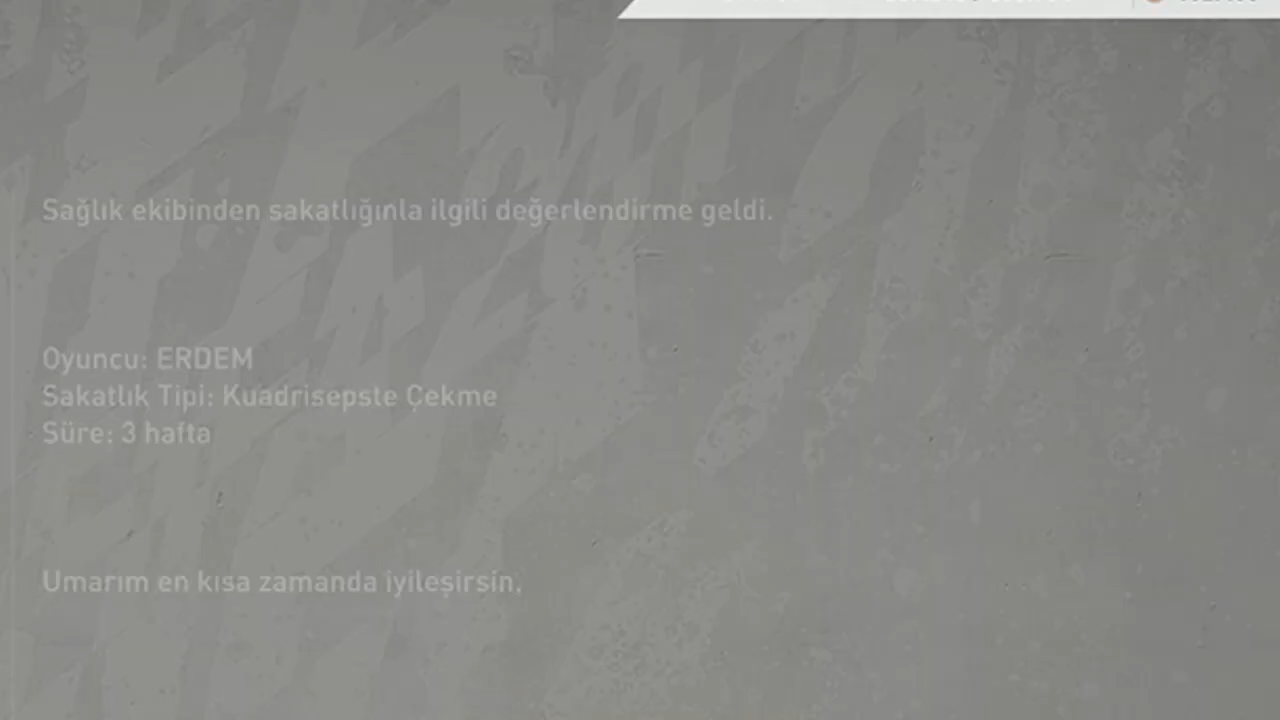 Sağlık ekibinden sakatlığınla ilgili değerlendirme geldi.
Oyuncu: ERDEM
Sakatlık Tipi: Kuadrisepste Çekme
Süre: 3 hafta
Umarım en kısa zamanda iyileşirsin.